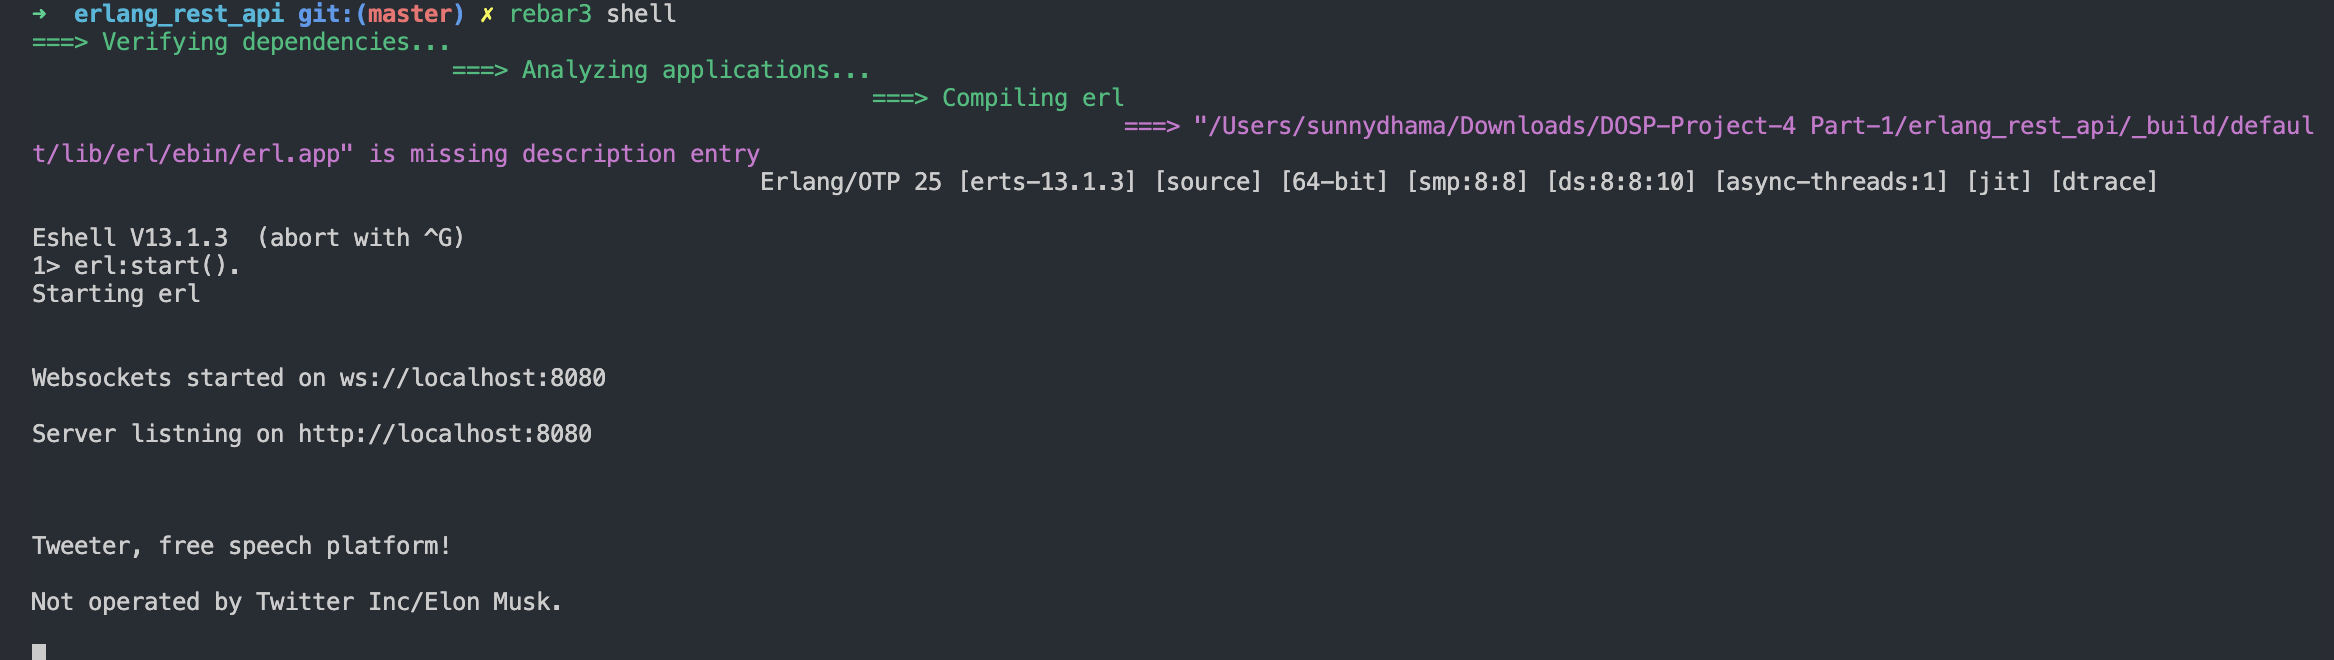 ➜  erlang_rest_api git:(master) ✗ rebar3 shell
===> Verifying dependencies...
===> Analyzing applications...
===> Compiling erl
===> "/Users/sunnydhama/Downloads/DOSP-Project-4 Part-1/erlang_rest_api/_build/defaul
t/lib/erl/ebin/erl.app" is missing description entry
Erlang/OTP 25 [erts-13.1.3] [source] [64-bit] [smp:8:8] [ds:8:8:10] [async-threads:1] [jit] [dtrace]
Eshell V13.1.3  (abort with ^G)
1> erl:start().
Starting erl
Websockets started on ws://localhost:8080
Server listning on http://localhost:8080
Tweeter, free speech platform!
Not operated by Twitter Inc/Elon Musk.